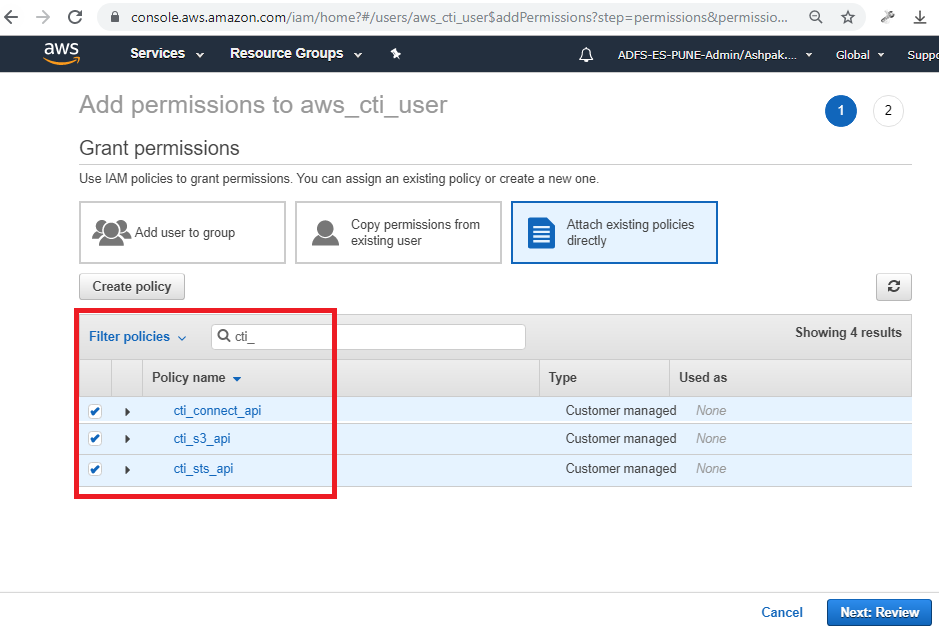 console.aws.amazon.com/iam/home?#/users/aws_cti_user$addPermissions?step=permissions&permissio...
aws Services Resource Groups ADFS-ES-PUNE-Admin/Ashpak.... Global Suppo
Add permissions to aws_cti_user
1 2
Grant permissions
Use IAM policies to grant permissions. You can assign an existing policy or create a new one.
Add user to group
Copy permissions from
existing user
Attach existing policies
directly
Create policy
Filter policies cti_ Showing 4 results
Policy name Type Used as
cti_connect_api Customer managed None
cti_s3_api Customer managed None
cti_sts_api Customer managed None
Cancel Next: Review